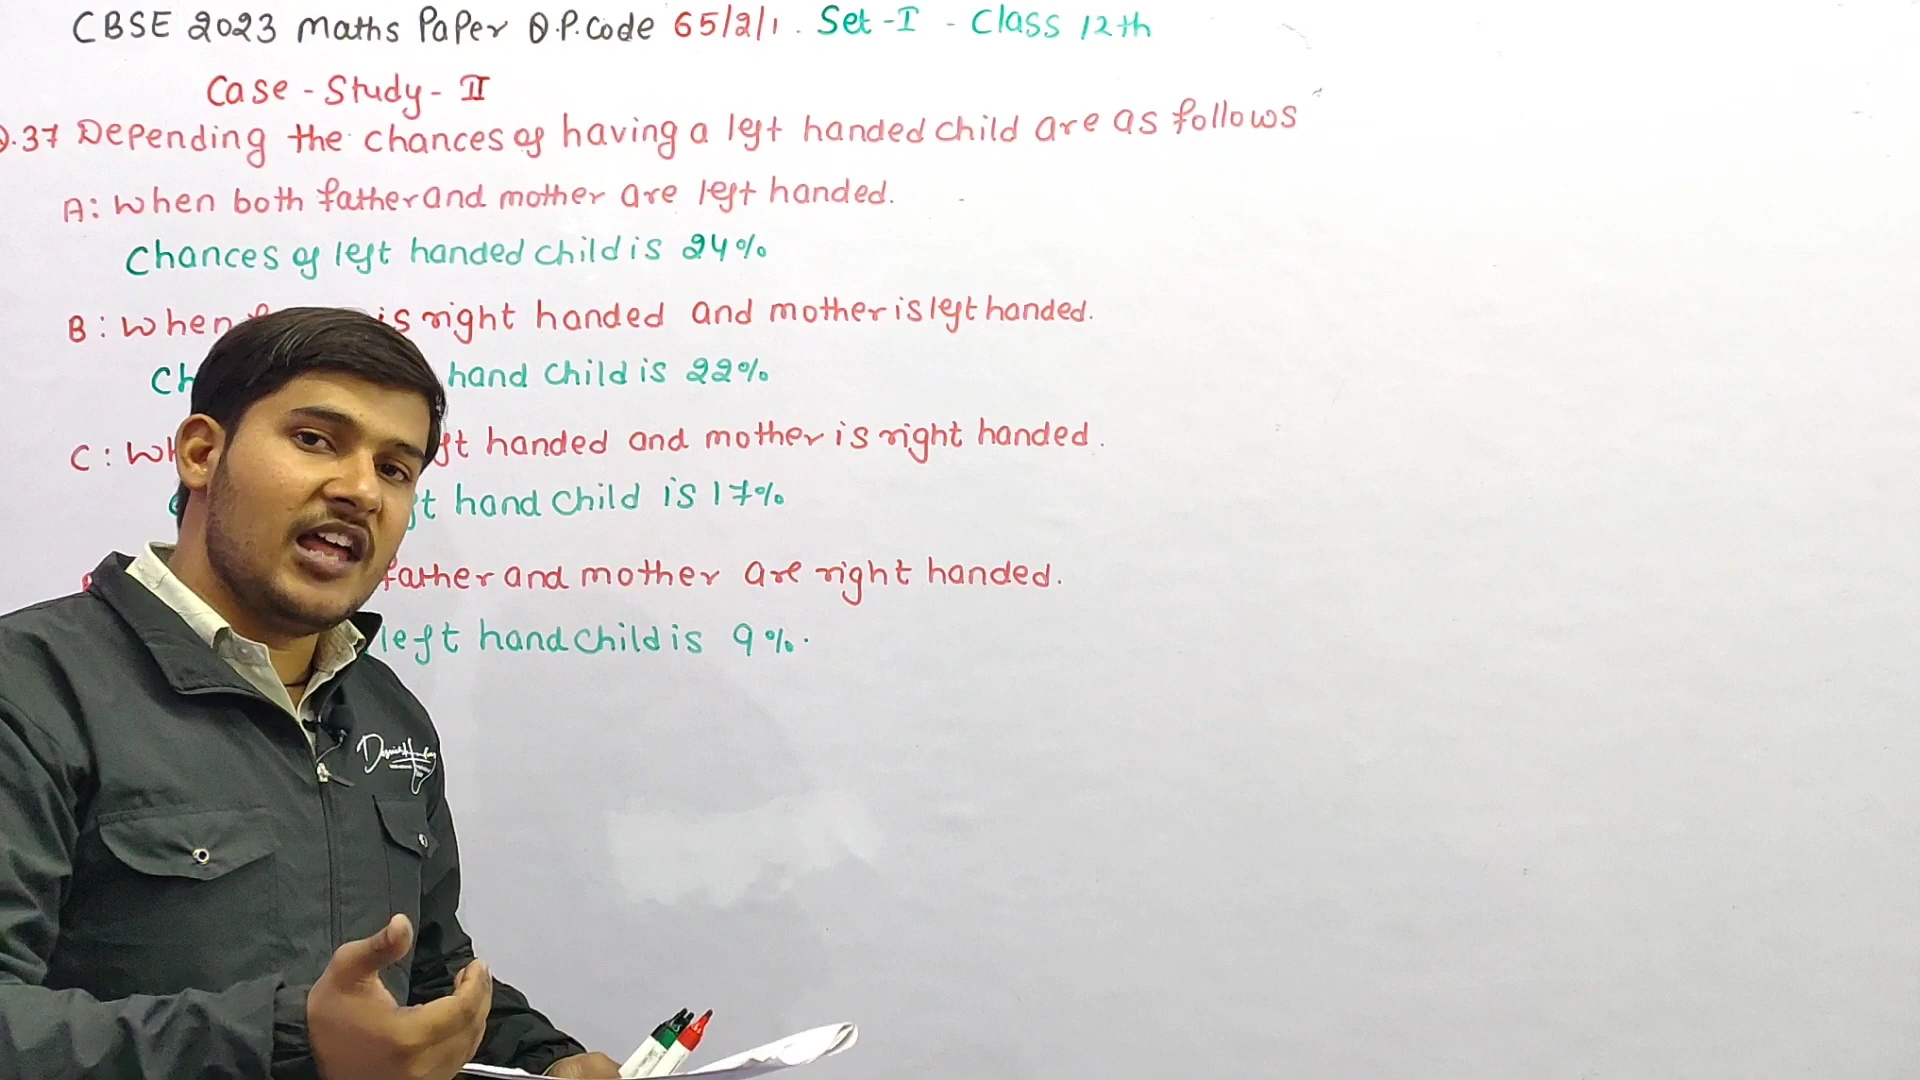 CBSE 2023 Maths Paper Q.P. Code 65/2/1. Set-I - Class 12th
Case-Study-II
Q.37 Depending the chances of having a left handed child are as follows
A: When both father and mother are left handed.
Chances of left handed child is 24%
B: When is right handed and mother is left handed.
hand child is 22%
C: handed and mother is right handed.
hand child is 17%
father and mother are right handed.
left hand child is 9%.